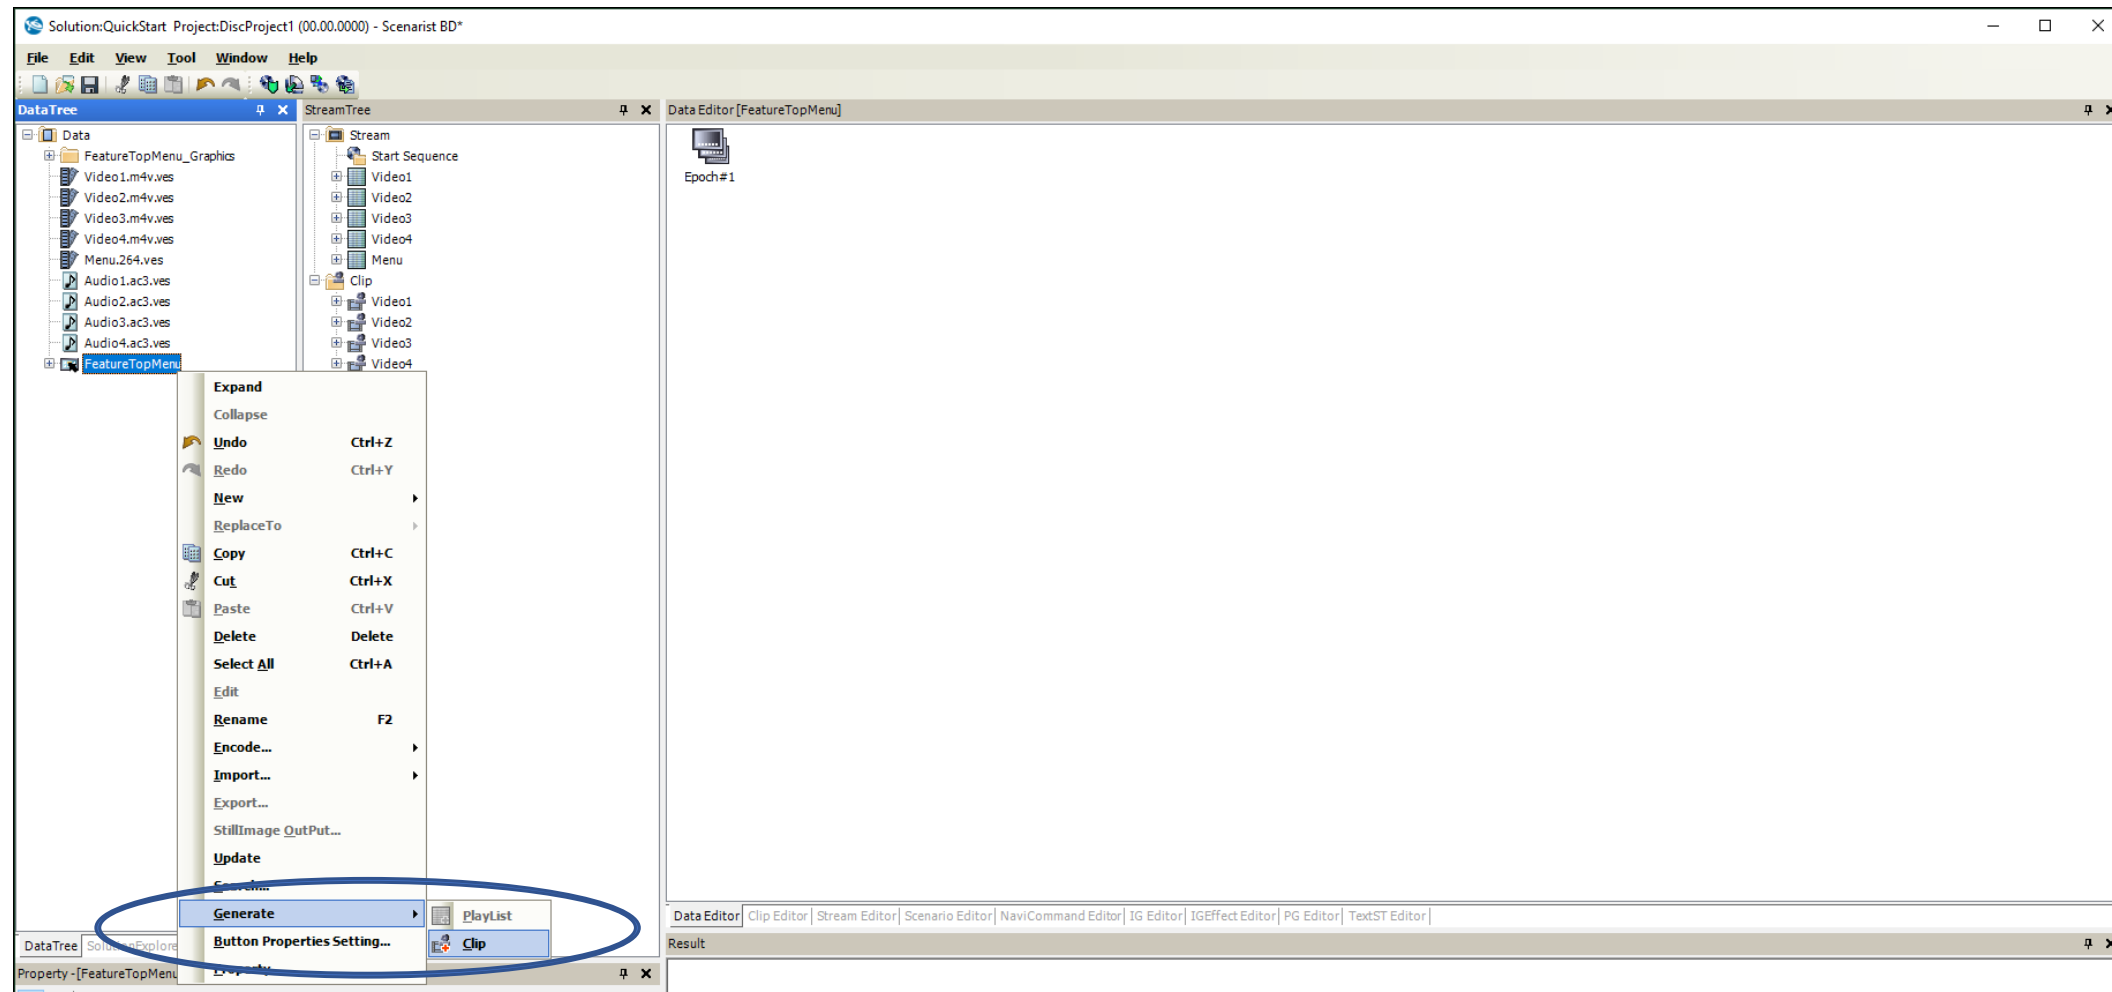 Solution:QuickStart Project:DiscProject1 (00.00.0000) - Scenarist BD*
File Edit View Tool Window Help
DataTree
Data
FeatureTopMenu_Graphics
Video1.m4v.ves
Video2.m4v.ves
Video3.m4v.ves
Video4.m4v.ves
Menu.264.ves
Audio1.ac3.ves
Audio2.ac3.ves
Audio3.ac3.ves
Audio4.ac3.ves
FeatureTopMenu
StreamTree
Stream
Start Sequence
Video1
Video2
Video3
Video4
Menu
Clip
Video1
Video2
Video3
Video4
Expand
Collapse
Undo Ctrl+Z
Redo Ctrl+Y
New
ReplaceTo
Copy Ctrl+C
Cut Ctrl+X
Paste Ctrl+V
Delete Delete
Select All Ctrl+A
Edit
Rename F2
Encode...
Import...
Export...
StillImage OutPut...
Update
Search...
Generate
Button Properties Setting...
Property
PlayList
Clip
DataTree SolutionExplore
Property -[FeatureTopMenu
Data Editor [FeatureTopMenu]
Epoch#1
Data Editor Clip Editor Stream Editor Scenario Editor NaviCommand Editor IG Editor IGEffect Editor PG Editor TextST Editor
Result